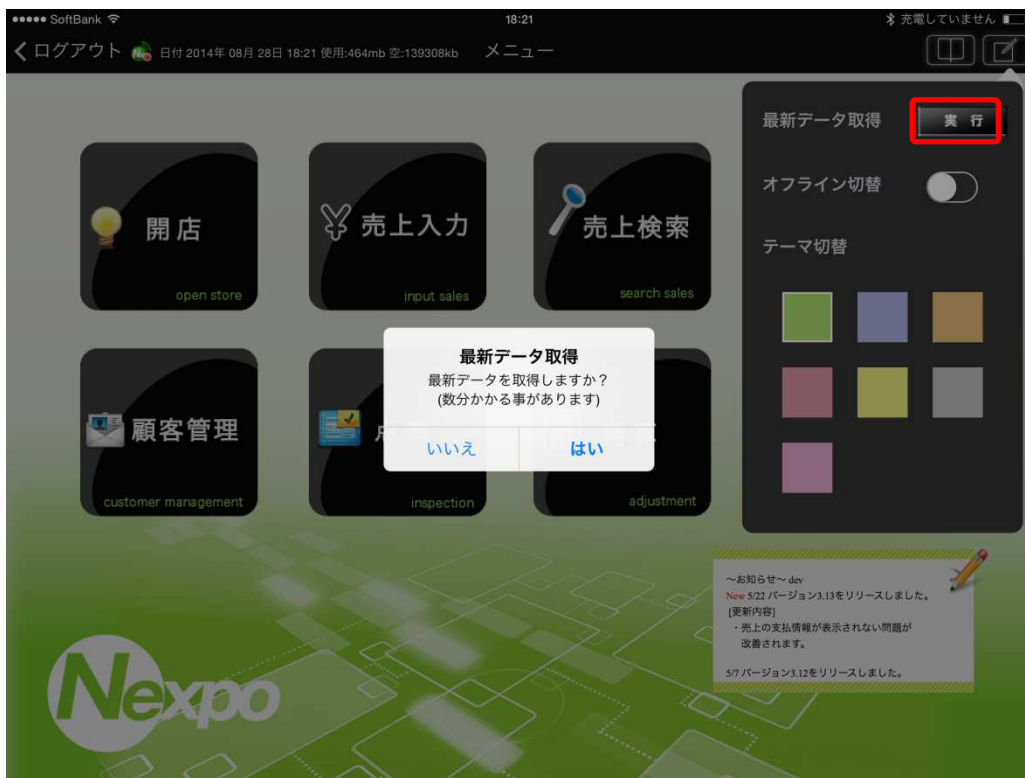 SoftBank
18:21
充電していません
ログアウト
日付 2014年 08月 28日 18:21 使用:464mb 空:139308kb
メニュー
最新データ取得
実 行
オフライン切替
テーマ切替
開店
open store
売上入力
input sales
売上検索
search sales
最新データ取得
最新データを取得しますか？
(数分かかる事があります)
いいえ
はい
顧客管理
customer management
inspection
adjustment
～お知らせ～ dev
New 5/22 バージョン3.13をリリースしました。
[更新内容]
・売上の支払情報が表示されない問題が
改善されます。
5/7 バージョン3.12をリリースしました。
Nexpo